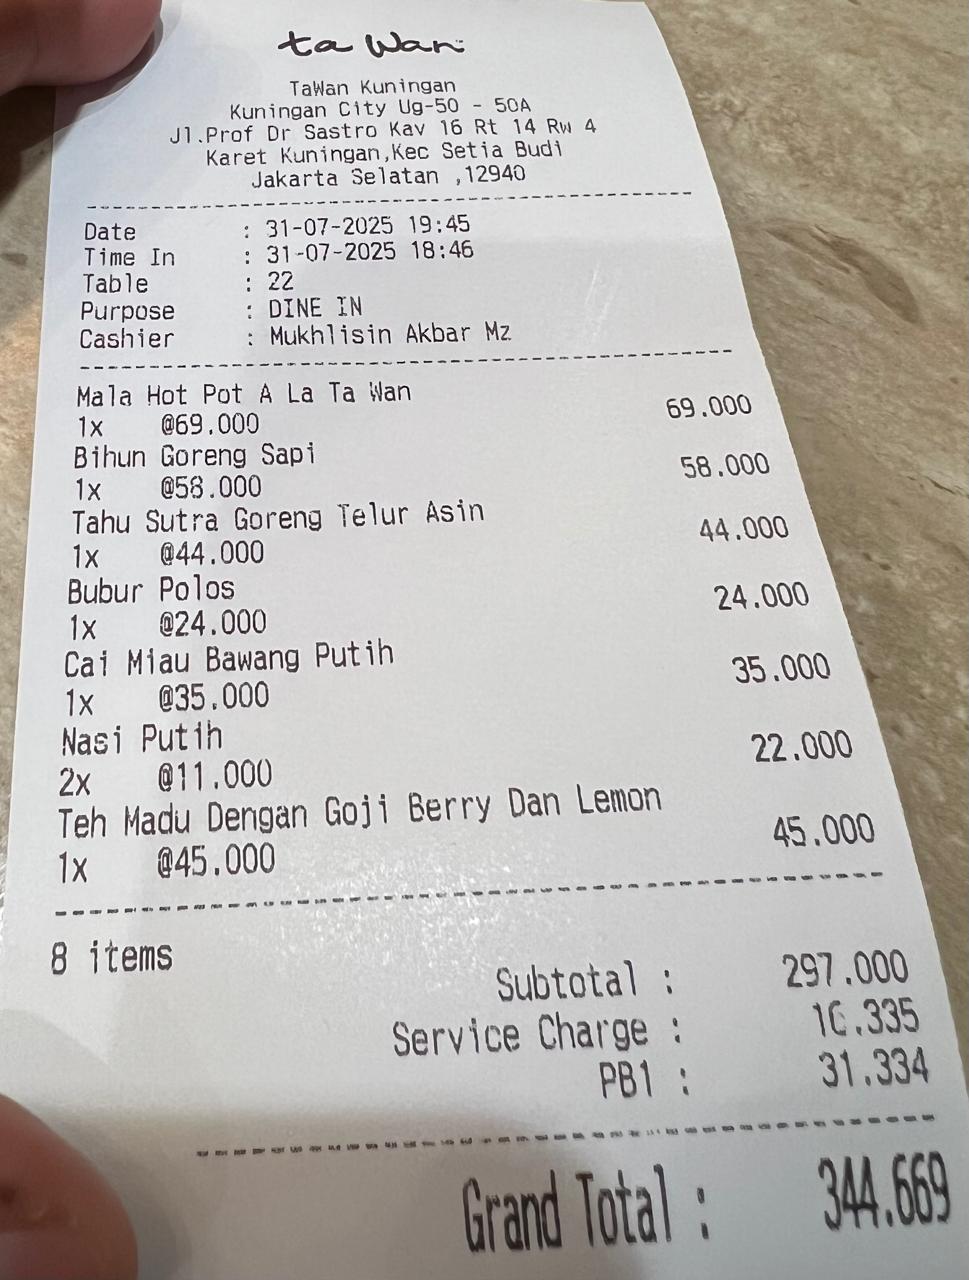 ta wan
TaWan Kuningan
Kuningan City Ug-50 - 50A
Jl.Prof Dr Sastro Kav 16 Rt 14 Rw 4
Karet Kuningan,Kec Setia Budi
Jakarta Selatan ,12940
Date : 31-07-2025 19:45
Time In : 31-07-2025 18:46
Table : 22
Purpose : DINE IN
Cashier : Mukhlisin Akbar Mz
Mala Hot Pot A La Ta Wan
1x @69.000 69.000
Bihun Goreng Sapi
1x @58.000 58.000
Tahu Sutra Goreng Telur Asin
1x @44.000 44.000
Bubur Polos
1x @24.000 24.000
Cai Miau Bawang Putih
1x @35.000 35.000
Nasi Putih
2x @11.000 22.000
Teh Madu Dengan Goji Berry Dan Lemon
1x @45.000 45.000
8 items
Subtotal : 297.000
Service Charge : 16.335
PB1 : 31.334
Grand Total : 344.669